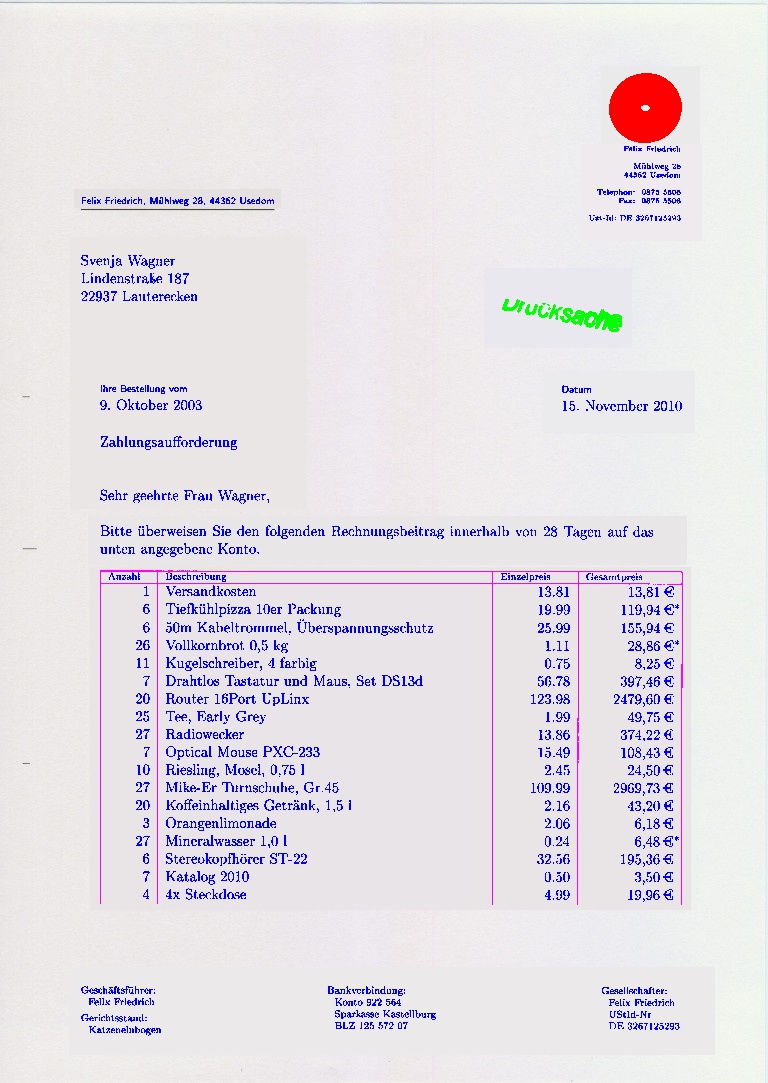 Felix Friedrich
Mühlweg 28
44362 Usedom
Telephon: 0876 5506
Fax: 0876 5506
Ust-Id: DE 3267125293
Felix Friedrich, Mühlweg 28, 44362 Usedom
Svenja Wagner
Lindenstraße 187
22937 Lauterecken
Drucksache
Ihre Bestellung vom
9. Oktober 2003
Datum
15. November 2010
Zahlungsaufforderung
Sehr geehrte Frau Wagner,
Bitte überweisen Sie den folgenden Rechnungsbeitrag innerhalb von 28 Tagen auf das
unten angegebene Konto.
Anzahl Beschreibung Einzelpreis Gesamtpreis
1 Versandkosten 13.81 13,81 €
6 Tiefkühlpizza 10er Packung 19.99 119,94 €*
6 50m Kabeltrommel, Überspannungsschutz 25.99 155,94 €
26 Vollkornbrot 0,5 kg 1.11 28,86 €*
11 Kugelschreiber, 4 farbig 0.75 8,25 €
7 Drahtlos Tastatur und Maus, Set DS13d 56.78 397,46 €
20 Router 16Port UpLinx 123.98 2479,60 €
25 Tee, Early Grey 1.99 49,75 €
27 Radiowecker 13.86 374,22 €
7 Optical Mouse PXC-233 15.49 108,43 €
10 Riesling, Mosel, 0,75 l 2.45 24,50 €
27 Mike-Er Turnschuhe, Gr.45 109.99 2969,73 €
20 Koffeinhaltiges Getränk, 1,5 l 2.16 43,20 €
3 Orangenlimonade 2.06 6,18 €
27 Mineralwasser 1,0 l 0.24 6,48 €*
6 Stereokopfhörer ST-22 32.56 195,36 €
7 Katalog 2010 0.50 3,50 €
4 4x Steckdose 4.99 19,96 €
Geschäftsführer:
Felix Friedrich
Gerichtsstand:
Katzenelnbogen
Bankverbindung:
Konto 922 564
Sparkasse Kastellburg
BLZ 125 572 07
Gesellschafter:
Felix Friedrich
UStId-Nr
DE 3267125293